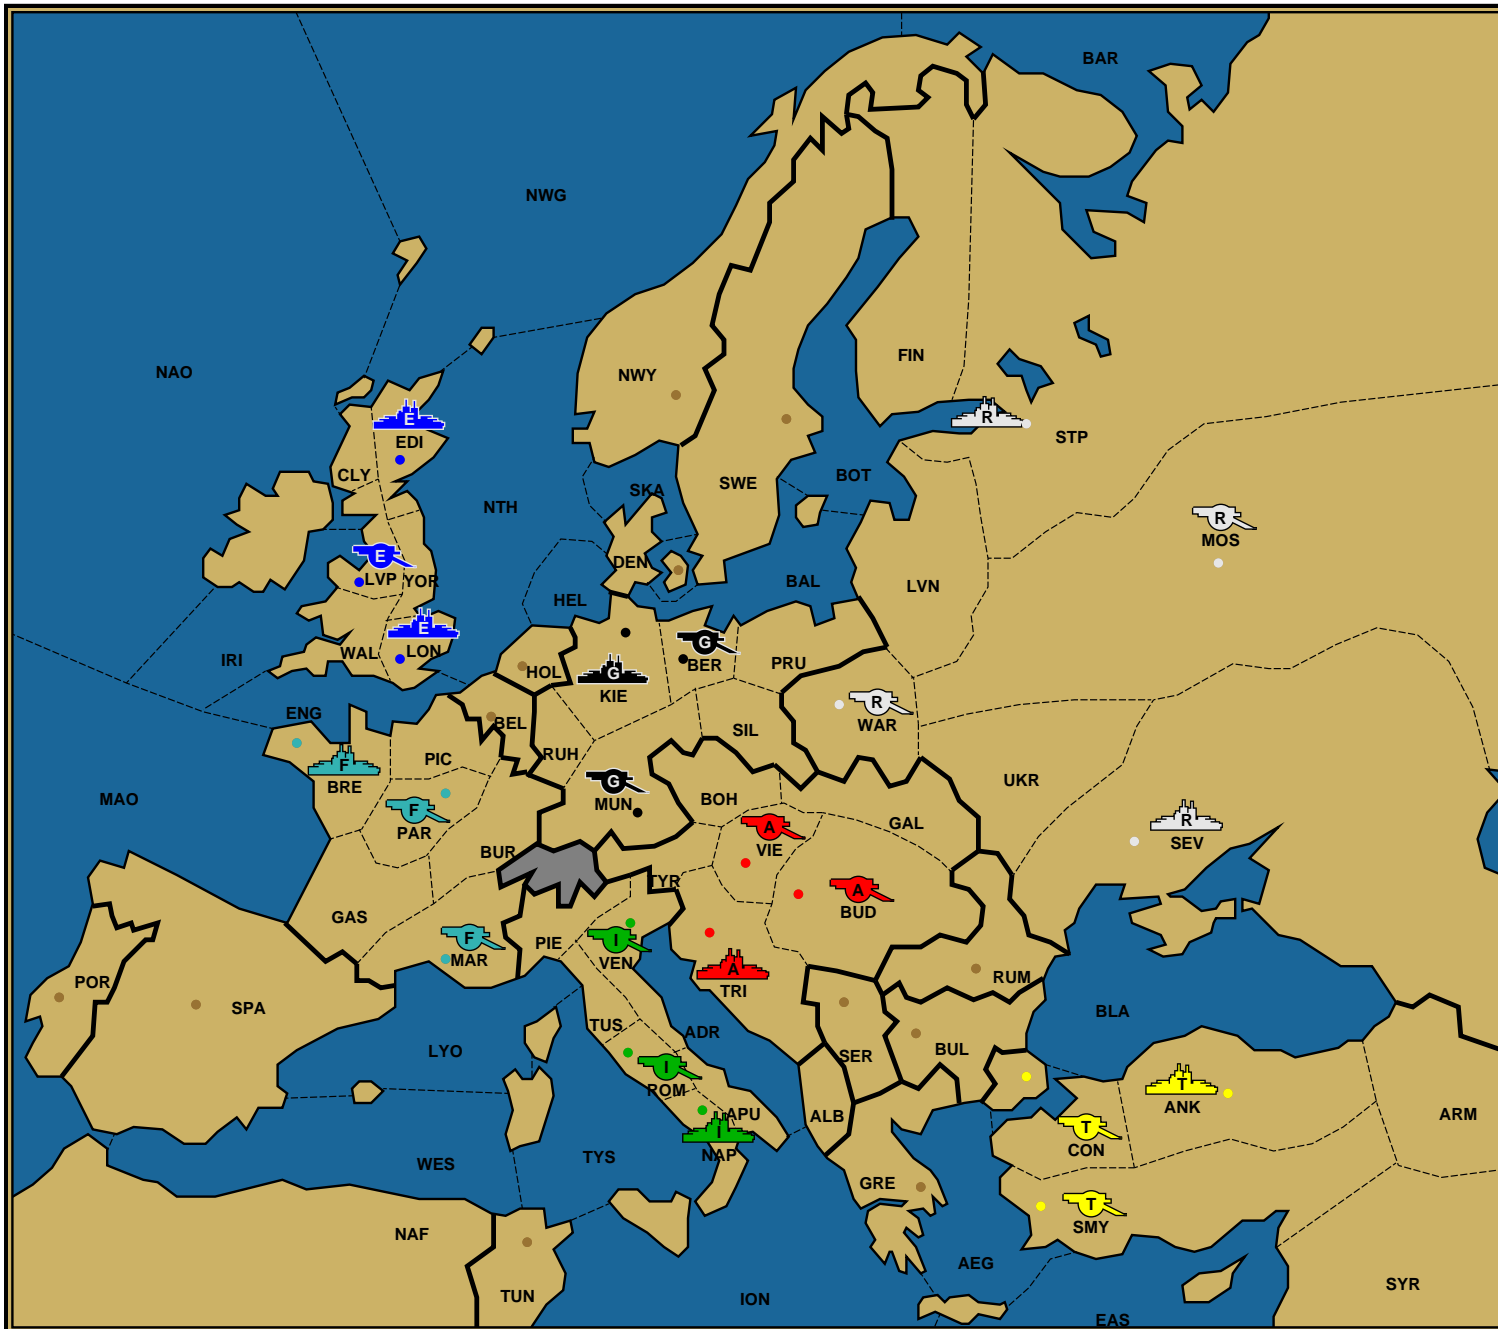 BAR
NWG
NAO
FIN
NWY
R
STP
E
EDI
CLY
SWE
BOT
SKA
NTH
R
MOS
E
LVP
YOR
DEN
BAL
LVN
HEL
E
LON
WAL
IRI
G
BER
PRU
HOL
G
KIE
R
WAR
ENG
BEL
SIL
RUH
PIC
F
BRE
UKR
MAO
G
MUN
BOH
F
PAR
A
VIE
GAL
R
SEV
BUR
TYR
A
BUD
GAS
F
MAR
PIE
I
VEN
A
TRI
RUM
POR
SPA
BLA
TUS
ADR
LYO
SER
BUL
I
ROM
T
ANK
APU
ALB
ARM
I
NAP
T
CON
WES
TYS
GRE
T
SMY
NAF
AEG
SYR
TUN
ION
EAS